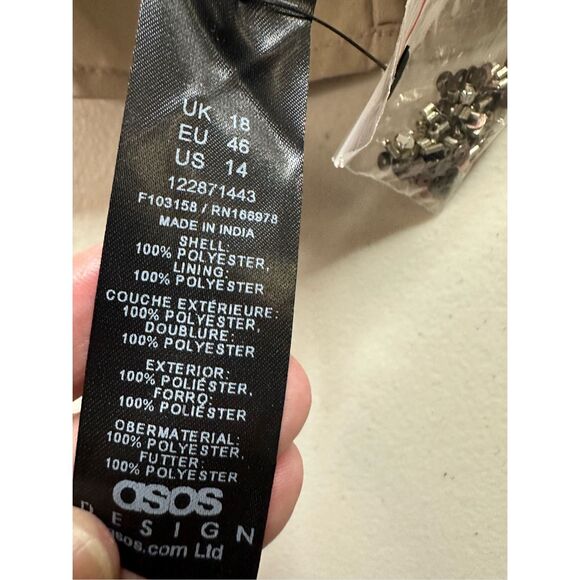 UK 18
EU 46
US 14
122871443
F103158 / RN166978
MADE IN INDIA
SHELL:
100% POLYESTER,
LINING:
100% POLYESTER
COUCHE EXTÉRIEURE:
100% POLYESTER,
DOUBLURE:
100% POLYESTER
EXTERIOR:
100% POLIÉSTER,
FORRO:
100% POLIÉSTER
OBERMATERIAL:
100% POLYESTER,
FUTTER:
100% POLYESTER
asos
DESIGN
asos.com Ltd